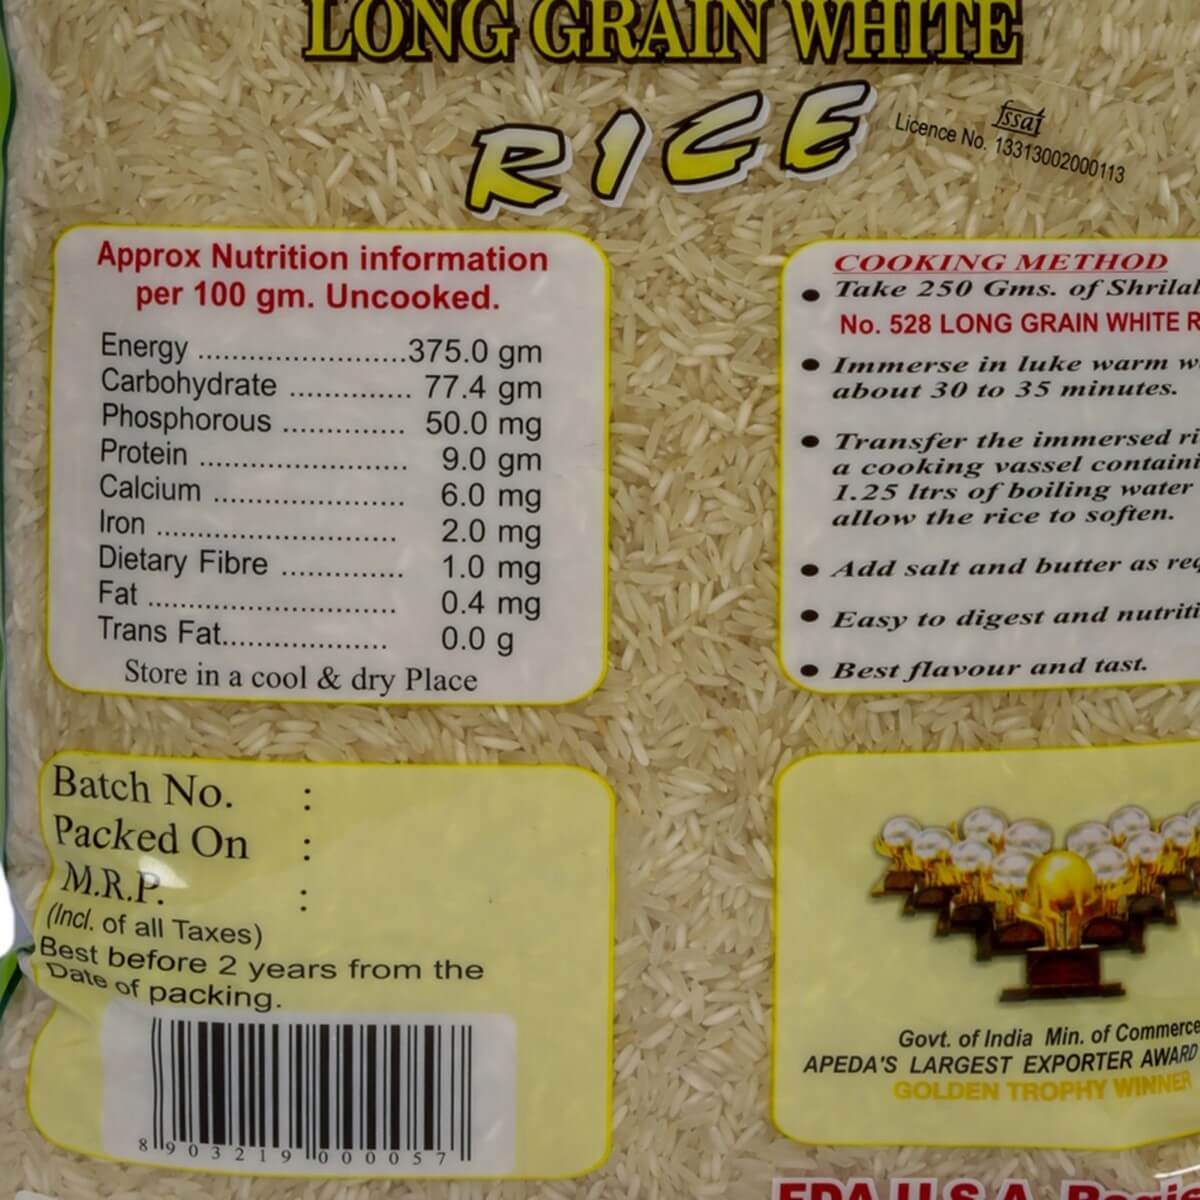 LONG GRAIN WHITE
RICE
fssai
Licence No. 13313002000113
Approx Nutrition information
per 100 gm. Uncooked.
Energy ........................375.0 gm
Carbohydrate .............. 77.4 gm
Phosphorous .............. 50.0 mg
Protein ........................ 9.0 gm
Calcium ...................... 6.0 mg
Iron ............................ 2.0 mg
Dietary Fibre .............. 1.0 mg
Fat ............................. 0.4 mg
Trans Fat.................... 0.0 g
Store in a cool & dry Place
COOKING METHOD
• Take 250 Gms. of Shrilal
No. 528 LONG GRAIN WHITE R
• Immerse in luke warm w
about 30 to 35 minutes.
• Transfer the immersed ri
a cooking vassel containi
1.25 ltrs of boiling water
allow the rice to soften.
• Add salt and butter as req
• Easy to digest and nutriti
• Best flavour and tast.
Batch No. :
Packed On :
M.R.P. :
(Incl. of all Taxes)
Best before 2 years from the
Date of packing.
8 903219 000057
Govt. of India Min. of Commerce
APEDA'S LARGEST EXPORTER AWARD
GOLDEN TROPHY WINNER
FDA U.S.A.